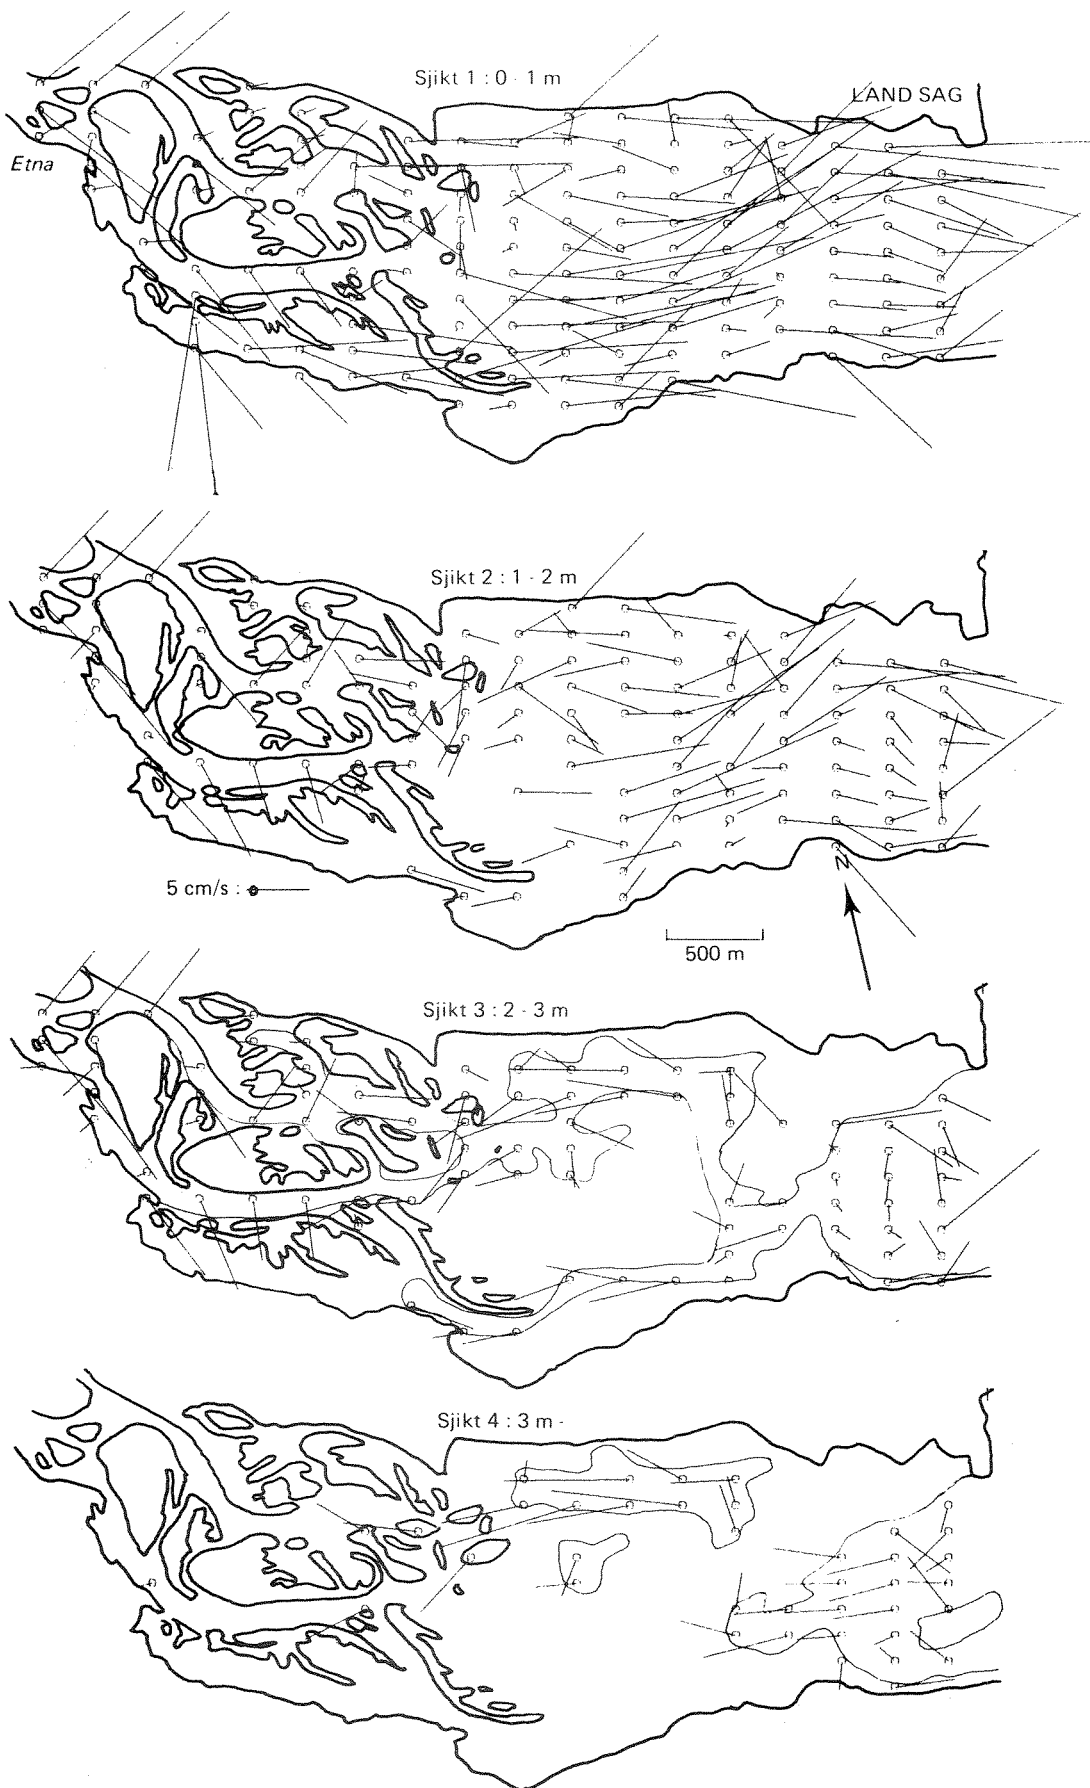 Sjikt 1 : 0 - 1 m
LAND SAG
Etna
Sjikt 2 : 1 - 2 m
5 cm/s :
N
500 m
Sjikt 3 : 2 - 3 m
Sjikt 4 : 3 m -